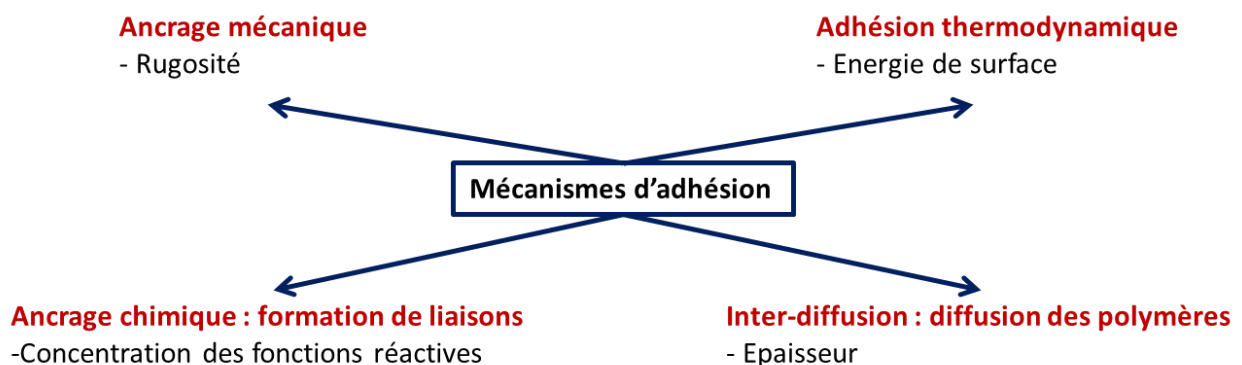 Ancrage mécanique
- Rugosité
Adhésion thermodynamique
- Energie de surface
Mécanismes d’adhésion
Ancrage chimique : formation de liaisons
-Concentration des fonctions réactives
Inter-diffusion : diffusion des polymères
- Epaisseur